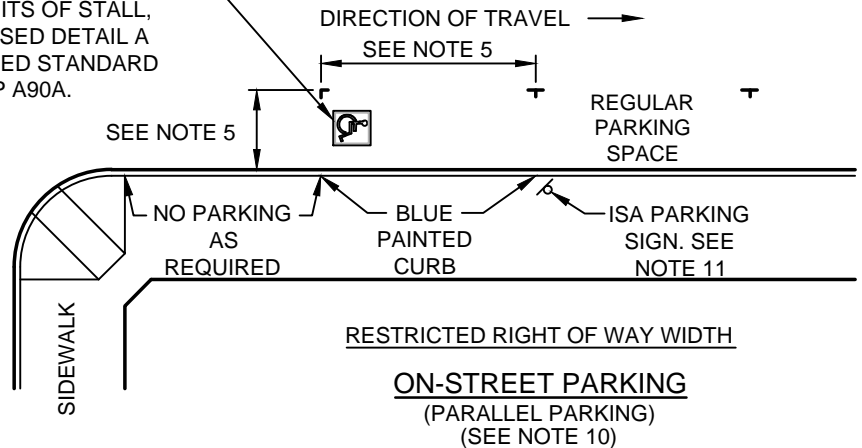 ITS OF STALL,
SED DETAIL A
ED STANDARD
P A90A.
DIRECTION OF TRAVEL
SEE NOTE 5
SEE NOTE 5
REGULAR
PARKING
SPACE
NO PARKING
AS
REQUIRED
BLUE
PAINTED
CURB
ISA PARKING
SIGN. SEE
NOTE 11
SIDEWALK
RESTRICTED RIGHT OF WAY WIDTH
ON-STREET PARKING
(PARALLEL PARKING)
(SEE NOTE 10)